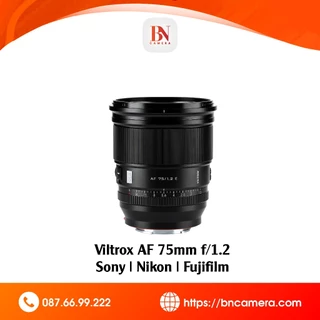 BN
CAMERA
AF 75/1.2 E
Viltrox AF 75mm f/1.2
Sony | Nikon | Fujifilm
087.66.99.222
https://bncamera.com